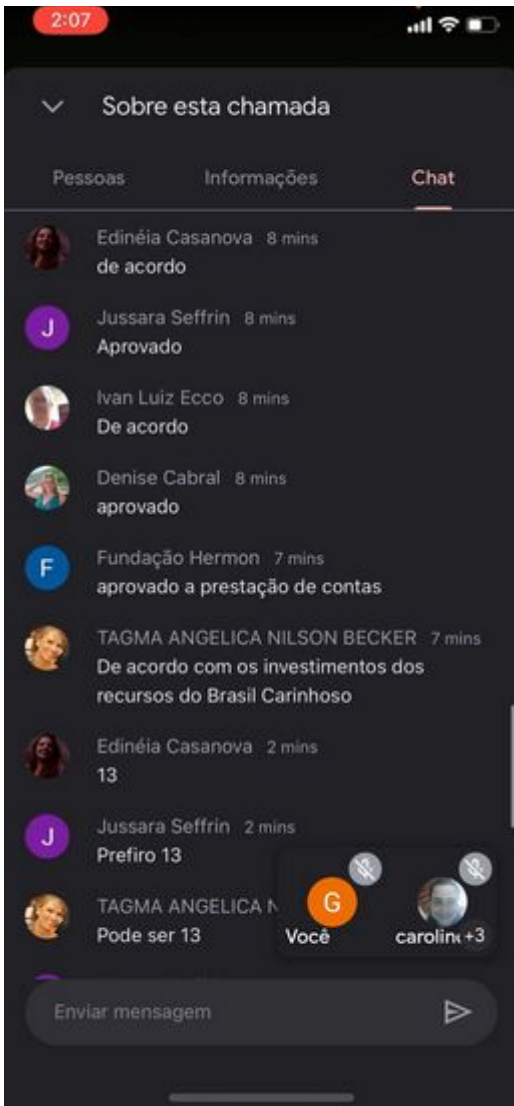 2:07
Sobre esta chamada
Pessoas Informações Chat
Edinéia Casanova 8 mins
de acordo
J Jussara Seffrin 8 mins
Aprovado
Ivan Luiz Ecco 8 mins
De acordo
Denise Cabral 8 mins
aprovado
F Fundação Hermon 7 mins
aprovado a prestação de contas
TAGMA ANGELICA NILSON BECKER 7 mins
De acordo com os investimentos dos
recursos do Brasil Carinhoso
Edinéia Casanova 2 mins
13
J Jussara Seffrin 2 mins
Prefiro 13
TAGMA ANGELICA N
Pode ser 13
G
Você carolin +3
Enviar mensagem